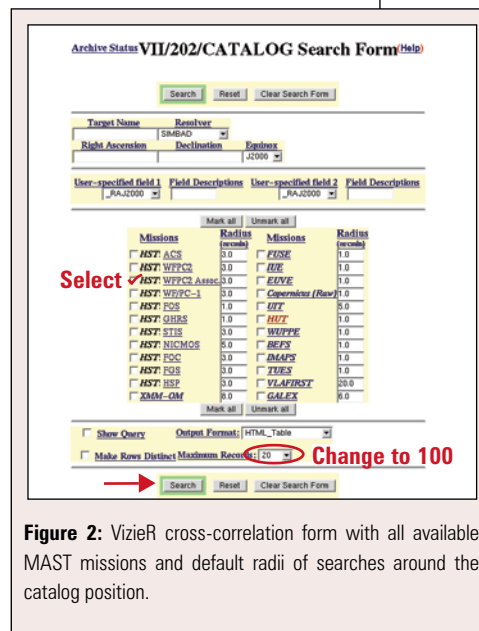 Archive Status VII/202/CATALOG Search Form (Help)
Search Reset Clear Search Form
Target Name Resolver
SIMBAD
Right Ascension Declination Equinox
J2000
User-specified field 1 Field Descriptions User-specified field 2 Field Descriptions
_RAJ2000 _RAJ2000
Mark all Unmark all
Missions Radius (arcmin) Missions Radius (arcmin)
HST: ACS 3.0 FUSE 1.0
HST: WFPC2 3.0 IUE 1.0
Select HST: WFPC2 Assoc. 3.0 EUVE 1.0
HST: WF/PC-1 3.0 Copernicus (Raw) 1.0
HST: FOS 1.0 UIT 5.0
HST: GHRS 1.0 HUT 1.0
HST: STIS 3.0 WUPPE 1.0
HST: NICMOS 5.0 BEFS 1.0
HST: FOC 3.0 IMAPS 1.0
HST: FGS 3.0 TUES 1.0
HST: HSP 3.0 VLAFIRST 20.0
XMM-OM 8.0 GALEX 6.0
Mark all Unmark all
Show Query Output Format: HTML_Table
Make Rows Distinct Maximum Records: 20 Change to 100
Search Reset Clear Search Form
Figure 2: VizieR cross-correlation form with all available
MAST missions and default radii of searches around the
catalog position.